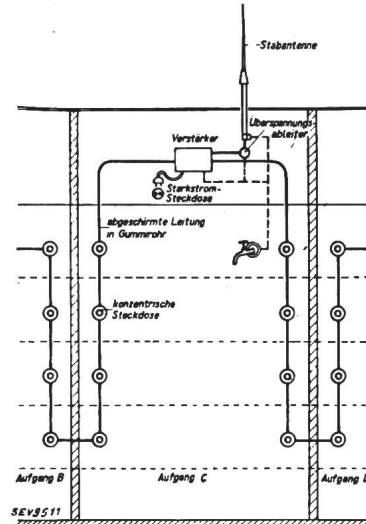 Stabantenne
Überspannungs-
ableiter
Verstärker
Starkstrom-
Steckdose
abgeschirmte Leitung
in Gummirohr
konzentrische
Steckdose
Aufgang B
Aufgang C
Aufgang
SEV9511